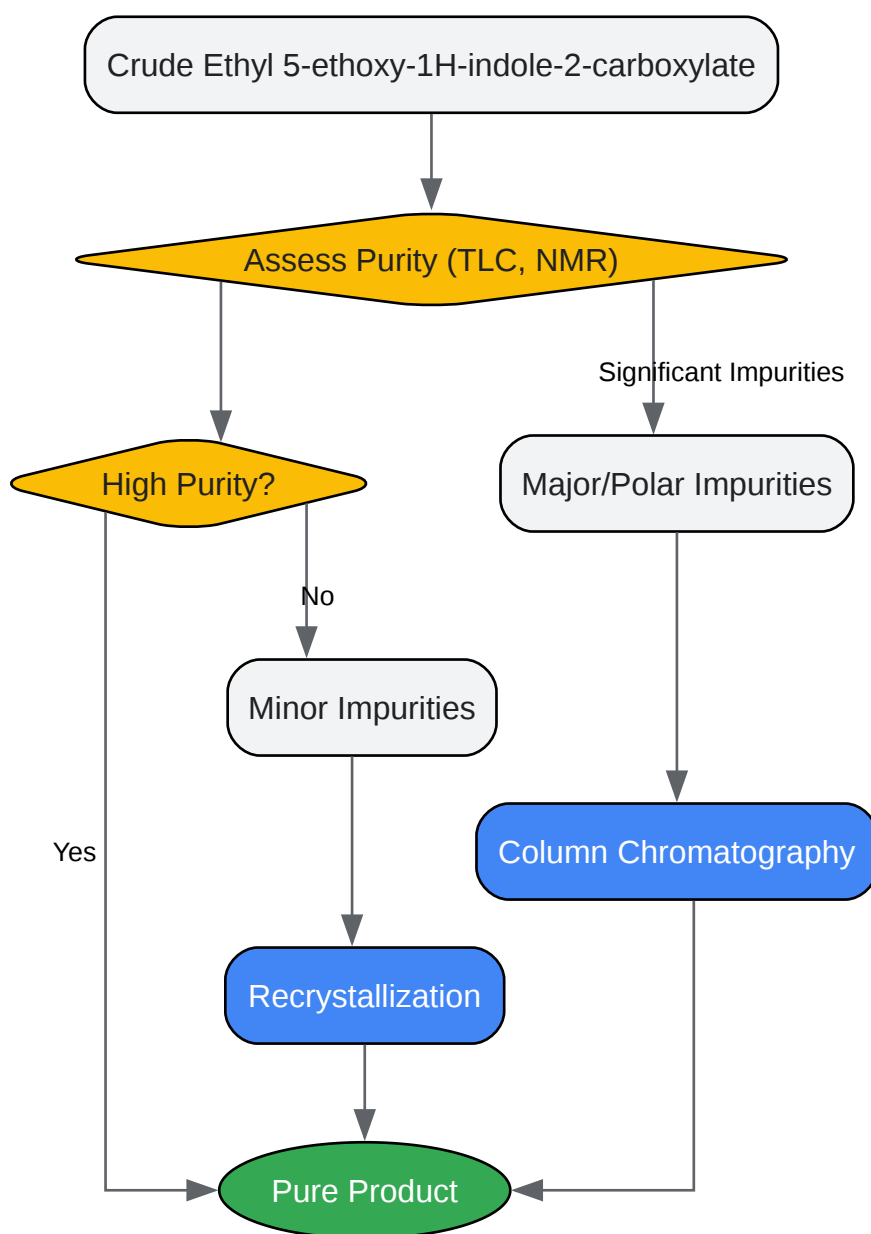 Crude Ethyl 5-ethoxy-1H-indole-2-carboxylate
Assess Purity (TLC, NMR)
Significant Impurities
High Purity?
Major/Polar Impurities
No
Minor Impurities
Yes
Column Chromatography
Recrystallization
Pure Product